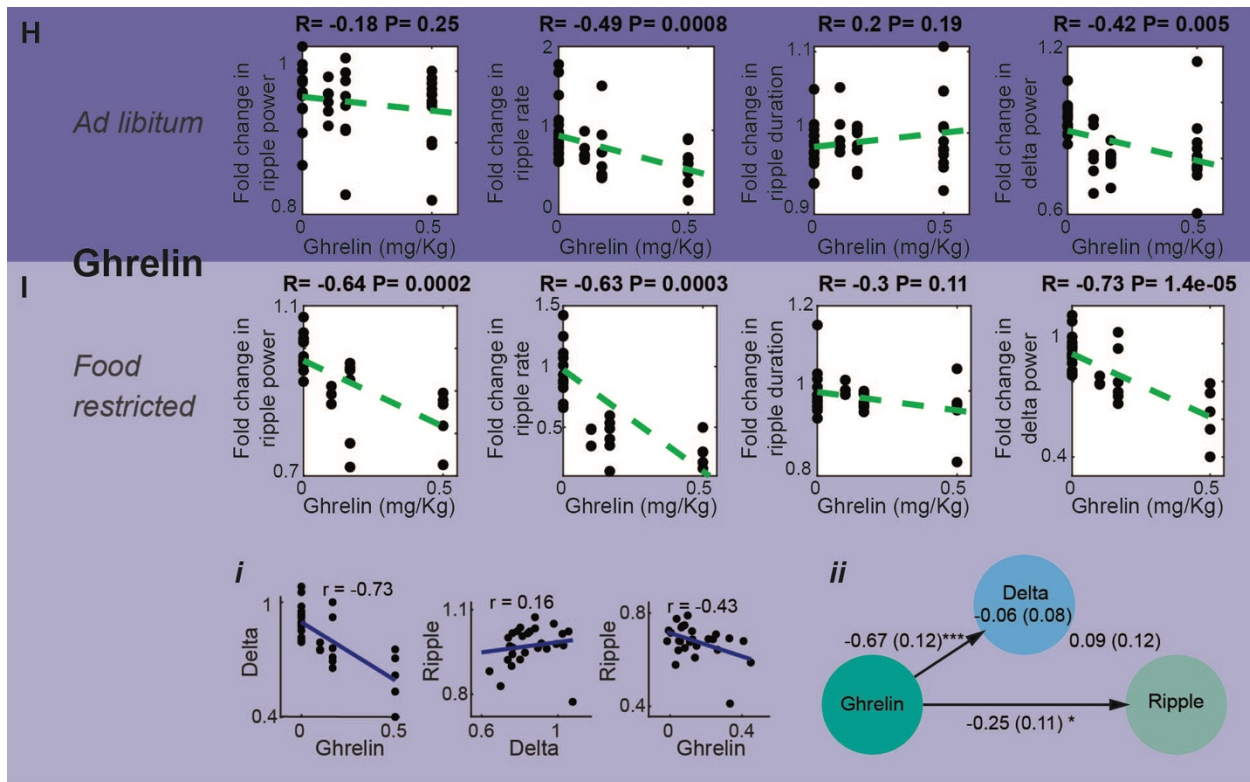 H
R= -0.18 P= 0.25
R= -0.49 P= 0.0008
R= 0.2 P= 0.19
R= -0.42 P= 0.005
Ad libitum
Fold change in
ripple power
1
0.8
0
0.5
Ghrelin (mg/Kg)
Fold change in
ripple rate
2
1
0
0
0.5
Ghrelin (mg/Kg)
Fold change in
ripple duration
1.1
1
0.9
0
0.5
Ghrelin (mg/Kg)
Fold change in
delta power
1.2
0.6
0
0.5
Ghrelin (mg/Kg)
Ghrelin
I
R= -0.64 P= 0.0002
R= -0.63 P= 0.0003
R= -0.3 P= 0.11
R= -0.73 P= 1.4e-05
Food
restricted
Fold change in
ripple power
1.1
0.7
0
0.5
Ghrelin (mg/Kg)
Fold change in
ripple rate
1.5
1
0.5
0
0.5
Ghrelin (mg/Kg)
Fold change in
ripple duration
1.2
1
0.8
0
0.5
Ghrelin (mg/Kg)
Fold change in
delta power
1
0.4
0
0.5
Ghrelin (mg/Kg)
i
r = -0.73
Delta
1
0.4
0
0.5
Ghrelin
r = 0.16
Ripple
1.1
0.8
0.6
1
Delta
r = -0.43
Ripple
0.8
0.4
0
0.4
Ghrelin
ii
Delta
-0.06 (0.08)
-0.67 (0.12)***
0.09 (0.12)
Ghrelin
Ripple
-0.25 (0.11) *